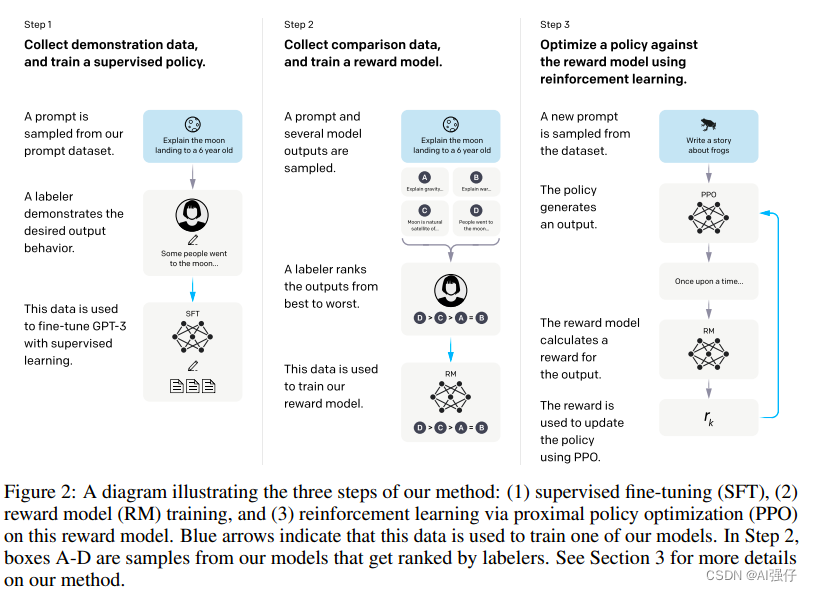 Step 1
Collect demonstration data,
and train a supervised policy.
A prompt is
sampled from our
prompt dataset.
Explain the moon
landing to a 6 year old
A labeler
demonstrates the
desired output
behavior.
Some people went
to the moon...
This data is used
to fine-tune GPT-3
with supervised
learning.
SFT
Step 2
Collect comparison data,
and train a reward model.
A prompt and
several model
outputs are
sampled.
Explain the moon
landing to a 6 year old
A
Explain gravity...
B
Explain war...
C
Moon is natural
satellite of...
D
People went to
the moon...
A labeler ranks
the outputs from
best to worst.
D > C > A = B
This data is used
to train our
reward model.
RM
D > C > A = B
Step 3
Optimize a policy against
the reward model using
reinforcement learning.
A new prompt
is sampled from
the dataset.
Write a story
about frogs
The policy
generates
an output.
PPO
Once upon a time...
The reward model
calculates a
reward for
the output.
RM
The reward is
used to update
the policy
using PPO.
rk
Figure 2: A diagram illustrating the three steps of our method: (1) supervised fine-tuning (SFT), (2)
reward model (RM) training, and (3) reinforcement learning via proximal policy optimization (PPO)
on this reward model. Blue arrows indicate that this data is used to train one of our models. In Step 2,
boxes A-D are samples from our models that get ranked by labelers. See Section 3 for more details
on our method.
CSDN @AI强仔